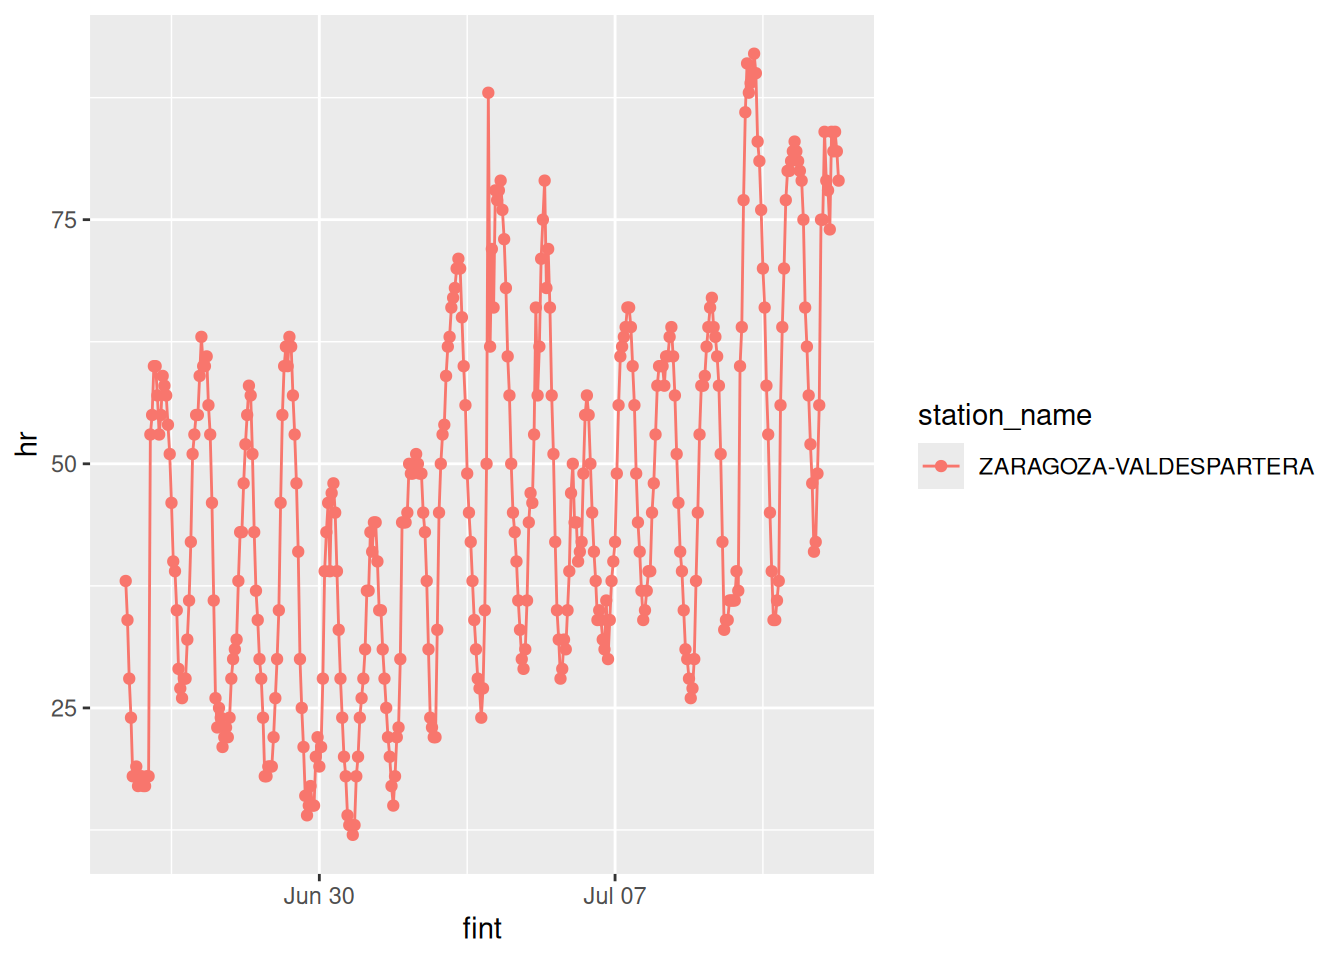 75
50
25
hr
Jun 30
Jul 07
fint
station_name
ZARAGOZA-VALDESPARTERA